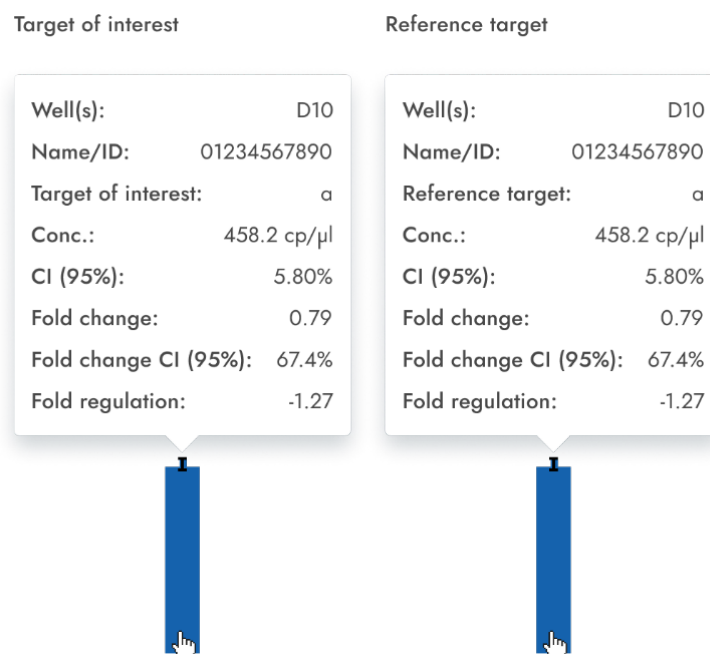 Target of interest
Well(s): D10
Name/ID: 01234567890
Target of interest: a
Conc.: 458.2 cp/µl
CI (95%): 5.80%
Fold change: 0.79
Fold change CI (95%): 67.4%
Fold regulation: -1.27
Reference target
Well(s): D10
Name/ID: 01234567890
Reference target: a
Conc.: 458.2 cp/µl
CI (95%): 5.80%
Fold change: 0.79
Fold change CI (95%): 67.4%
Fold regulation: -1.27